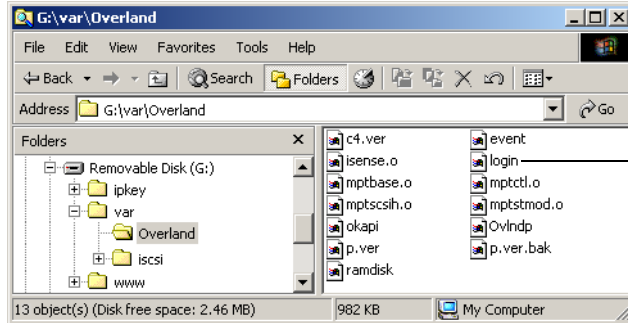 G:\var\Overland
File Edit View Favorites Tools Help
Back Search Folders
Address G:\var\Overland Go
Folders
Removable Disk (G:)
ipkey
var
Overland
iscsi
www
c4.ver event
isense.o login
mptbase.o mptctl.o
mptscsih.o mptstmod.o
okapi Ovlndp
p.ver p.ver.bak
ramdisk
13 object(s) (Disk free space: 2.46 MB) 982 KB My Computer